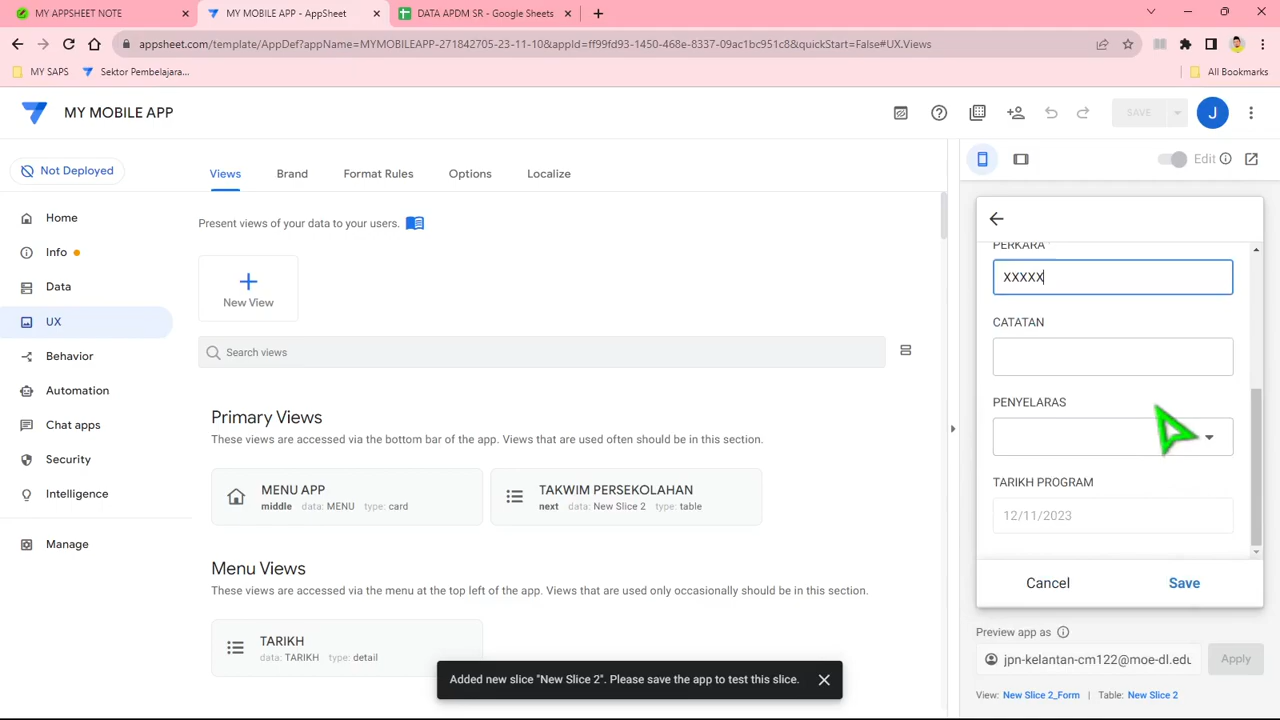 MY APPSHEET NOTE
MY MOBILE APP - AppSheet
DATA APDM SR - Google Sheets
appsheet.com/template/AppDef?appName=MYMOBILEAPP-271842705-23-11-10&appId=ff99fd93-1450-468e-8337-09ac1bc951c8&quickStart=False#UX.Views
MY SAPS
Sektor Pembelajara...
All Bookmarks
MY MOBILE APP
SAVE
J
Not Deployed
Views
Brand
Format Rules
Options
Localize
Edit
Home
Info
Data
UX
Behavior
Automation
Chat apps
Security
Intelligence
Manage
Present views of your data to your users.
New View
Search views
Primary Views
These views are accessed via the bottom bar of the app. Views that are used often should be in this section.
MENU APP
middle data: MENU type: card
TAKWIM PERSEKOLAHAN
next data: New Slice 2 type: table
Menu Views
These views are accessed via the menu at the top left of the app. Views that are used only occasionally should be in this section.
TARIKH
data: TARIKH type: detail
Added new slice "New Slice 2". Please save the app to test this slice.
PERKARA
XXXXX
CATATAN
PENYELARAS
TARIKH PROGRAM
12/11/2023
Cancel
Save
Preview app as
jpn-kelantan-cm122@moe-dl.edu
Apply
View: New Slice 2_Form | Table: New Slice 2